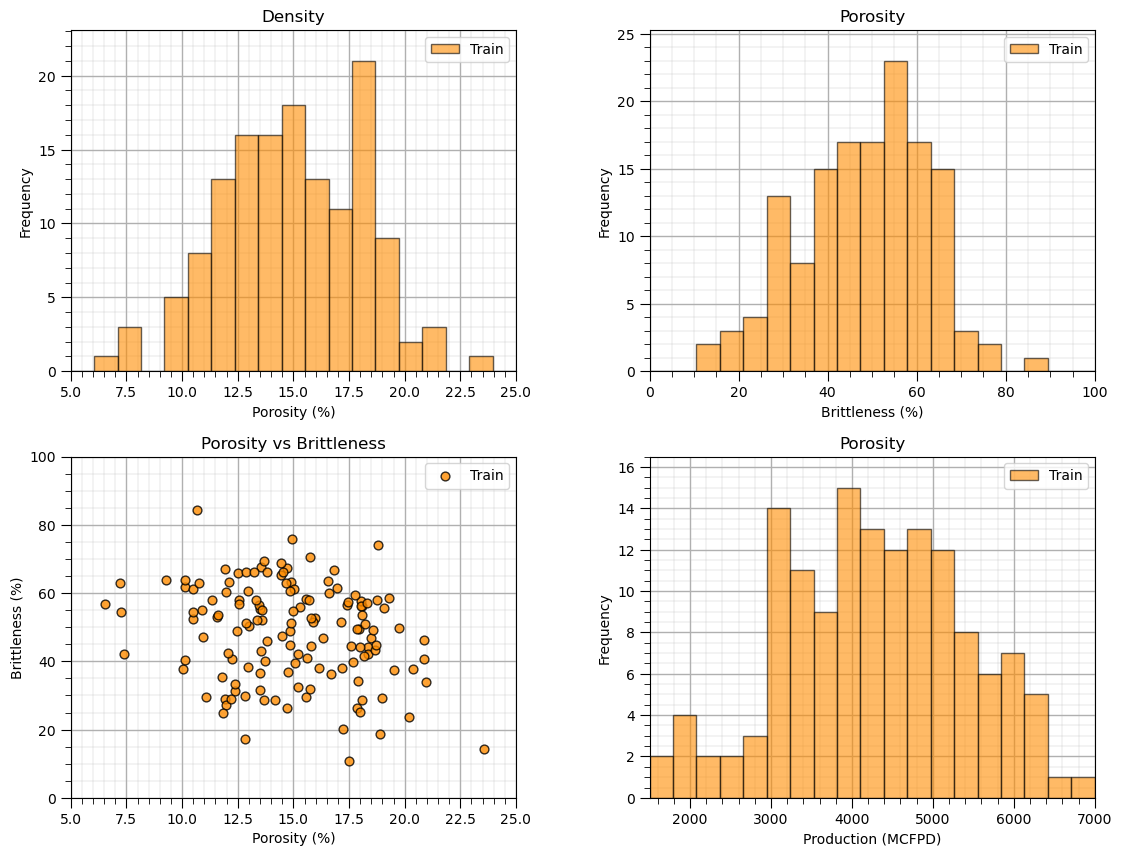 Density
Train
Frequency
20
15
10
5
0
5.0 7.5 10.0 12.5 15.0 17.5 20.0 22.5 25.0
Porosity (%)
Porosity
Train
Frequency
25
20
15
10
5
0
0 20 40 60 80 100
Brittleness (%)
Porosity vs Brittleness
Train
Brittleness (%)
100
80
60
40
20
0
5.0 7.5 10.0 12.5 15.0 17.5 20.0 22.5 25.0
Porosity (%)
Porosity
Train
Frequency
16
14
12
10
8
6
4
2
0
2000 3000 4000 5000 6000 7000
Production (MCFPD)